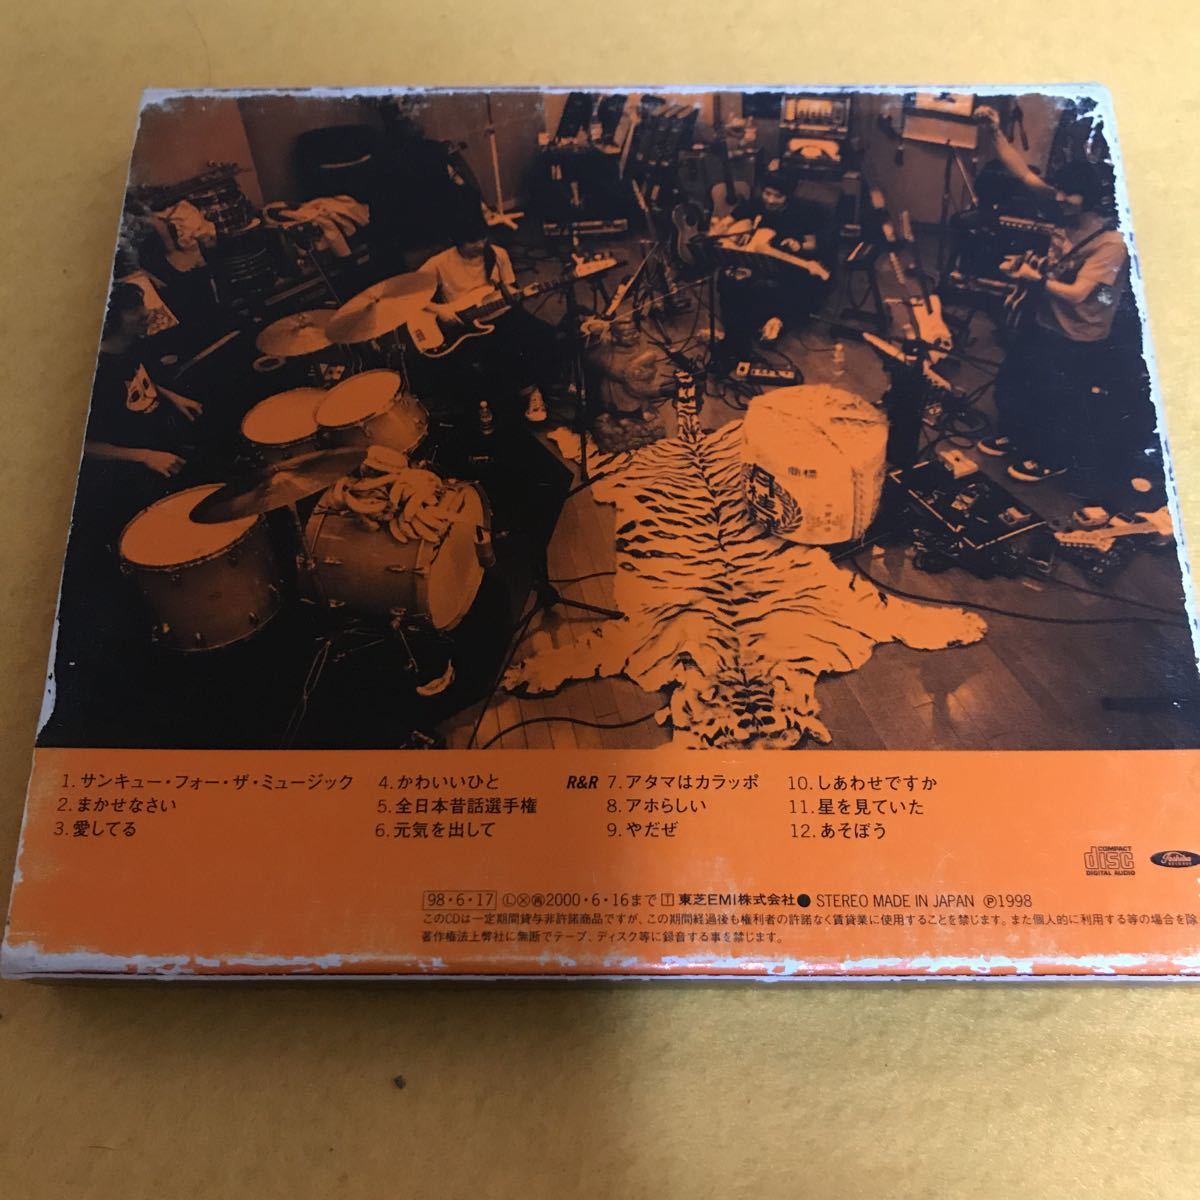 商標
1. サンキュー・フォー・ザ・ミュージック
2. まかせなさい
3. 愛してる
4. かわいいひと
5. 全日本昔話選手権
6. 元気を出して
R&R 7. アタマはカラッポ
8. アホらしい
9. やだぜ
10. しあわせですか
11. 星を見ていた
12. あそぼう
COMPACT
disc
DIGITAL AUDIO
Toshiba
RECORDS
98・6・17 Ⓛ Ⓧ ㊖ 2000・6・16まで 🅃 東芝EMI株式会社● STEREO MADE IN JAPAN Ⓟ1998
このCDは一定期間貸与非許諾商品ですが、この期間経過後も権利者の許諾なく賃貸業に使用することを禁じます。また個人的に利用する等の場合を除
著作権法上弊社に無断でテープ、ディスク等に録音する事を禁じます。